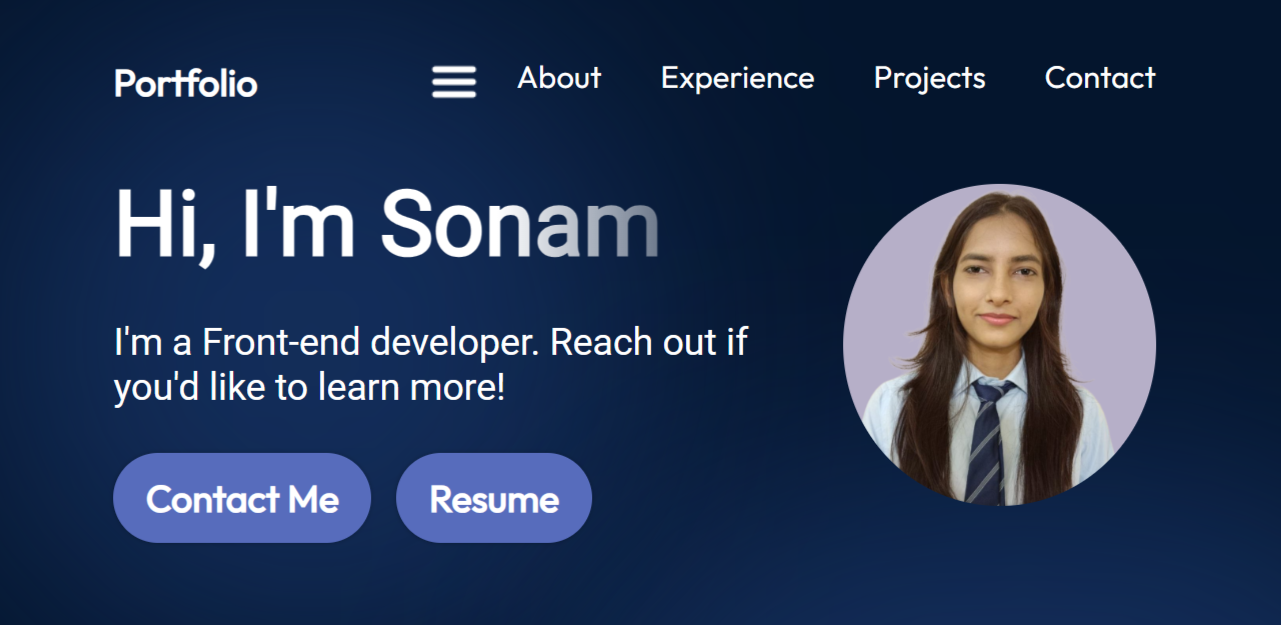 Portfolio
About Experience Projects Contact
Hi, I'm Sonam
I'm a Front-end developer. Reach out if
you'd like to learn more!
Contact Me Resume